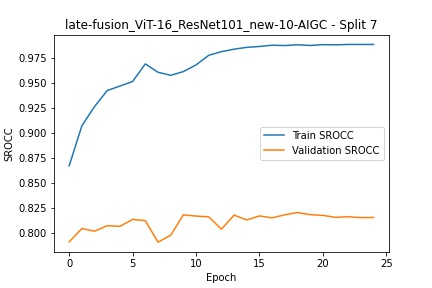 late-fusion_ViT-16_ResNet101_new-10-AIGC - Split 7
0.975
0.950
0.925
0.900
0.875
0.850
0.825
0.800
SROCC
Train SROCC
Validation SROCC
0 5 10 15 20 25
Epoch